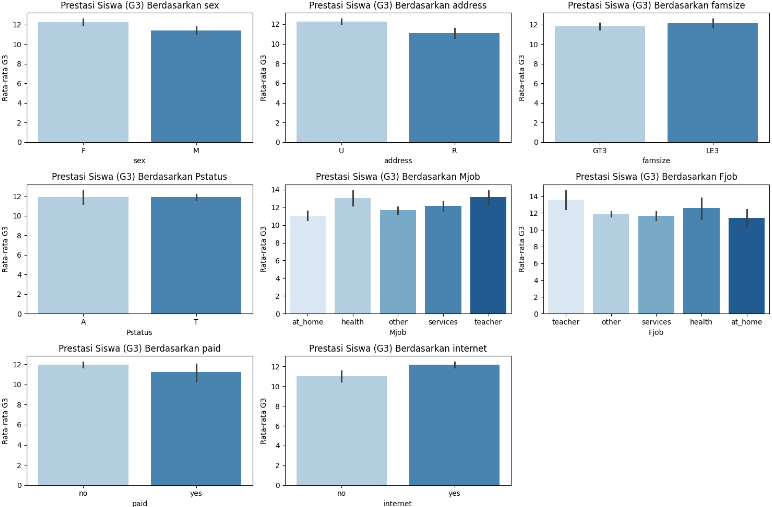 Prestasi Siswa (G3) Berdasarkan sex
Rata-rata G3
12
10
8
6
4
2
0
F
M
sex
Prestasi Siswa (G3) Berdasarkan address
Rata-rata G3
12
10
8
6
4
2
0
U
R
address
Prestasi Siswa (G3) Berdasarkan famsize
Rata-rata G3
12
10
8
6
4
2
0
GT3
LE3
famsize
Prestasi Siswa (G3) Berdasarkan Pstatus
Rata-rata G3
12
10
8
6
4
2
0
A
T
Pstatus
Prestasi Siswa (G3) Berdasarkan Mjob
Rata-rata G3
14
12
10
8
6
4
2
0
at_home
health
other
services
teacher
Mjob
Prestasi Siswa (G3) Berdasarkan Fjob
Rata-rata G3
14
12
10
8
6
4
2
0
teacher
other
services
health
at_home
Fjob
Prestasi Siswa (G3) Berdasarkan paid
Rata-rata G3
12
10
8
6
4
2
0
no
yes
paid
Prestasi Siswa (G3) Berdasarkan internet
Rata-rata G3
12
10
8
6
4
2
0
no
yes
internet